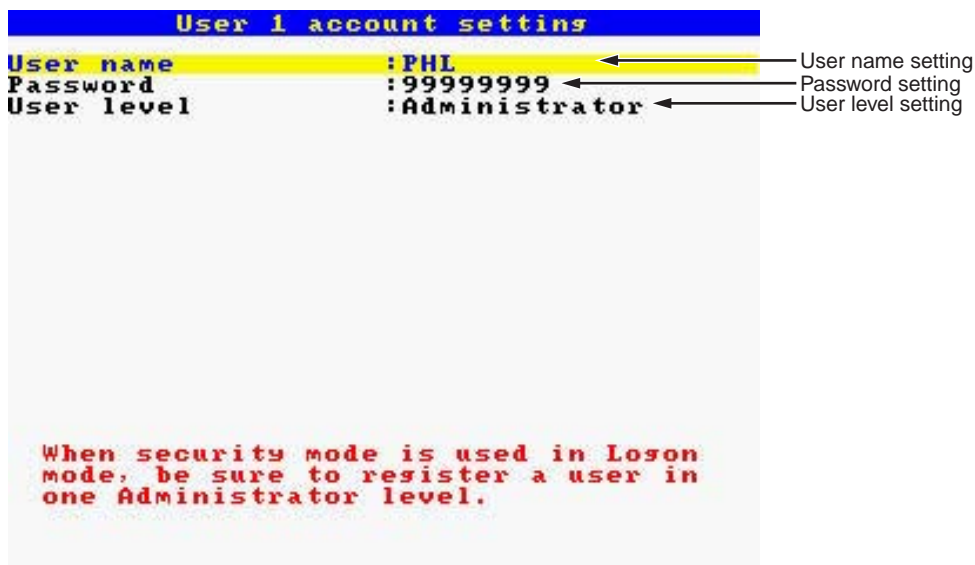 User 1 account setting
User name :PHL User name setting
Password :99999999 Password setting
User level :Administrator User level setting
When security mode is used in Logon
mode, be sure to register a user in
one Administrator level.